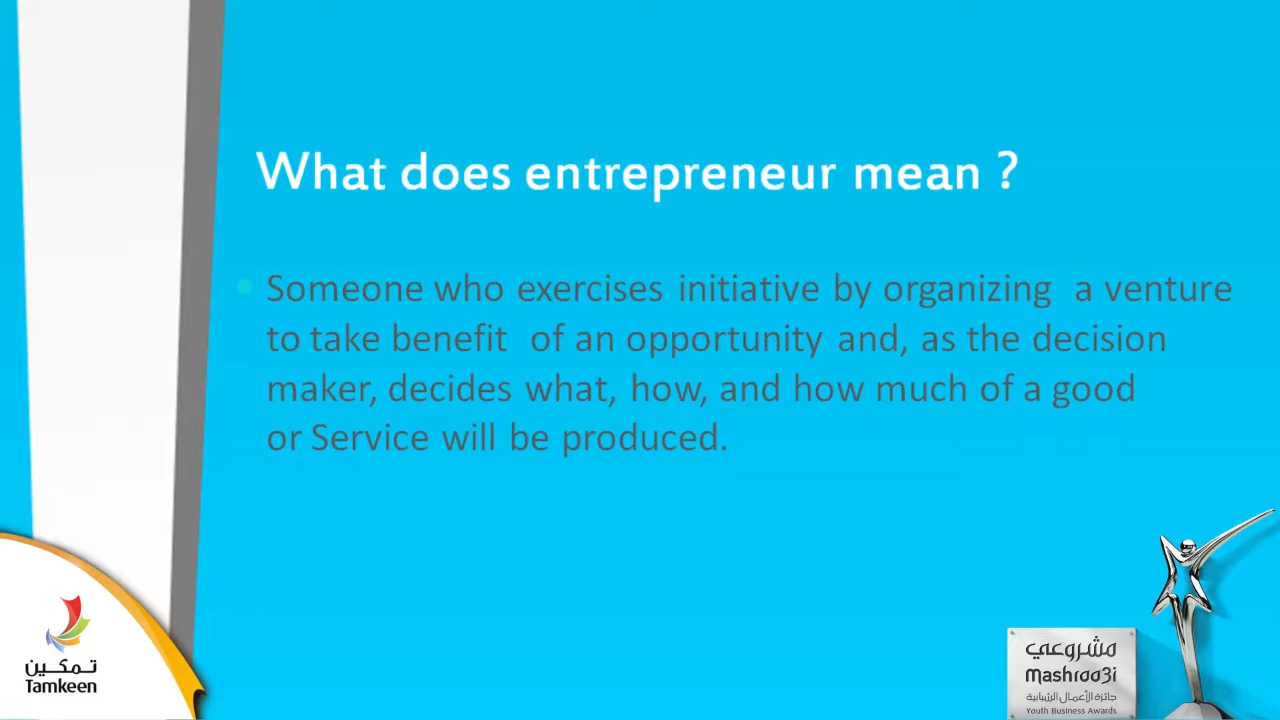 What does entrepreneur mean ?
Someone who exercises initiative by organizing a venture
to take benefit of an opportunity and, as the decision
maker, decides what, how, and how much of a good
or Service will be produced.
تمكين
Tamkeen
مشروعي
mashroo3i
جائزة الأعمال الشبابية
Youth Business Awards